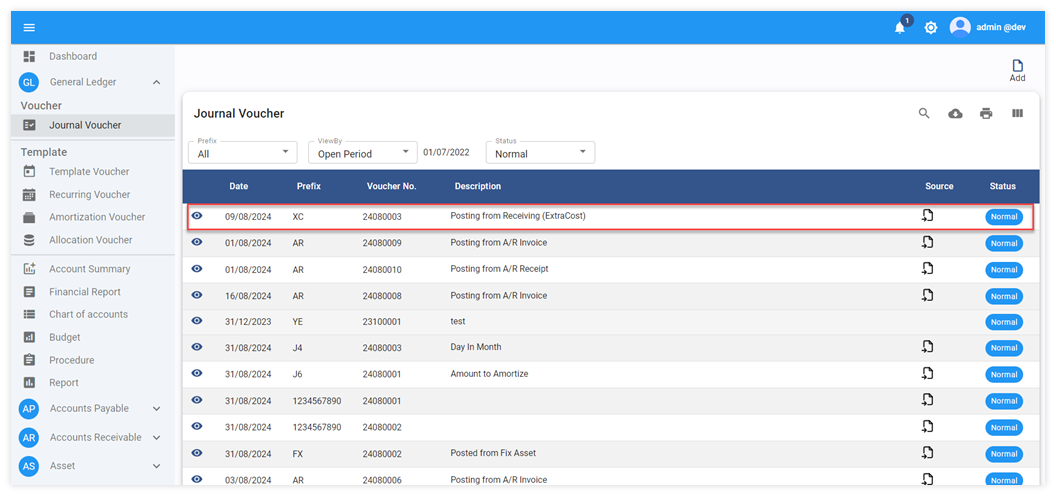 1
admin @dev
Dashboard
GL General Ledger
Voucher
Journal Voucher
Template
Template Voucher
Recurring Voucher
Amortization Voucher
Allocation Voucher
Account Summary
Financial Report
Chart of accounts
Budget
Procedure
Report
AP Accounts Payable
AR Accounts Receivable
AS Asset
Add
Journal Voucher
Prefix ViewBy Status
All Open Period 01/07/2022 Normal
Date Prefix Voucher No. Description Source Status
09/08/2024 XC 24080003 Posting from Receiving (ExtraCost) Normal
01/08/2024 AR 24080009 Posting from A/R Invoice Normal
01/08/2024 AR 24080010 Posting from A/R Receipt Normal
16/08/2024 AR 24080008 Posting from A/R Invoice Normal
31/12/2023 YE 23100001 test Normal
31/08/2024 J4 24080003 Day In Month Normal
31/08/2024 J6 24080001 Amount to Amortize Normal
31/08/2024 1234567890 24080001 Normal
31/08/2024 1234567890 24080002 Normal
31/08/2024 FX 24080002 Posted from Fix Asset Normal
03/08/2024 AR 24080006 Posting from A/R Invoice Normal